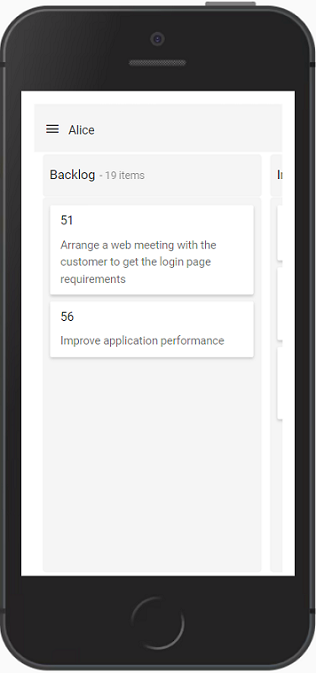 Alice
Backlog - 19 items
51
Arrange a web meeting with the
customer to get the login page
requirements
56
Improve application performance